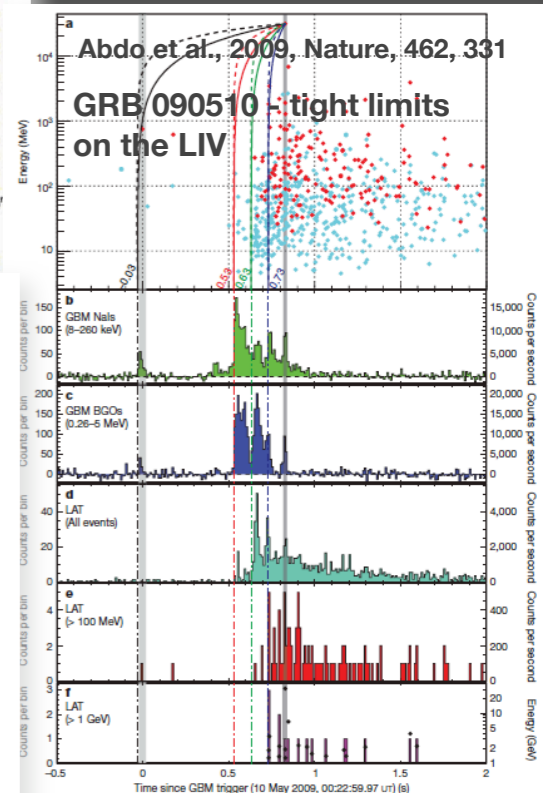 a
Abdo et al., 2009, Nature, 462, 331
GRB 090510 - tight limits
on the LIV
Energy (MeV)
10⁴
10³
10²
10
-0.03
0.53
0.63
0.73
b
GBM NaIs
(8–260 keV)
Counts per bin
150
100
50
0
15,000
10,000
5,000
0
Counts per second
c
GBM BGOs
(0.26–5 MeV)
Counts per bin
200
150
100
50
0
20,000
15,000
10,000
5,000
0
Counts per second
d
LAT
(All events)
Counts per bin
40
20
0
4,000
2,000
0
Counts per second
e
LAT
(> 100 MeV)
Counts per bin
4
2
0
400
200
0
Counts per second
f
LAT
(> 1 GeV)
Counts per bin
3
2
1
0
20
10
5
2
1
Energy (GeV)
−0.5
0
0.5
1
1.5
2
Time since GBM trigger (10 May 2009, 00:22:59.97 UT) (s)